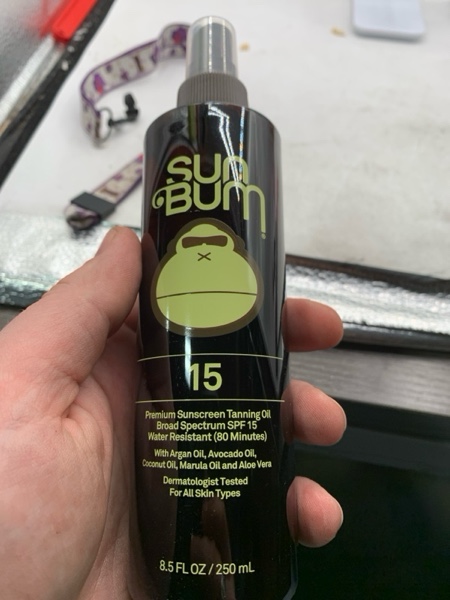 SUN
BUM
15
Premium Sunscreen Tanning Oil
Broad Spectrum SPF 15
Water Resistant (80 Minutes)
With Argan Oil, Avocado Oil,
Coconut Oil, Marula Oil and Aloe Vera
Dermatologist Tested
For All Skin Types
8.5 FL OZ / 250 mL